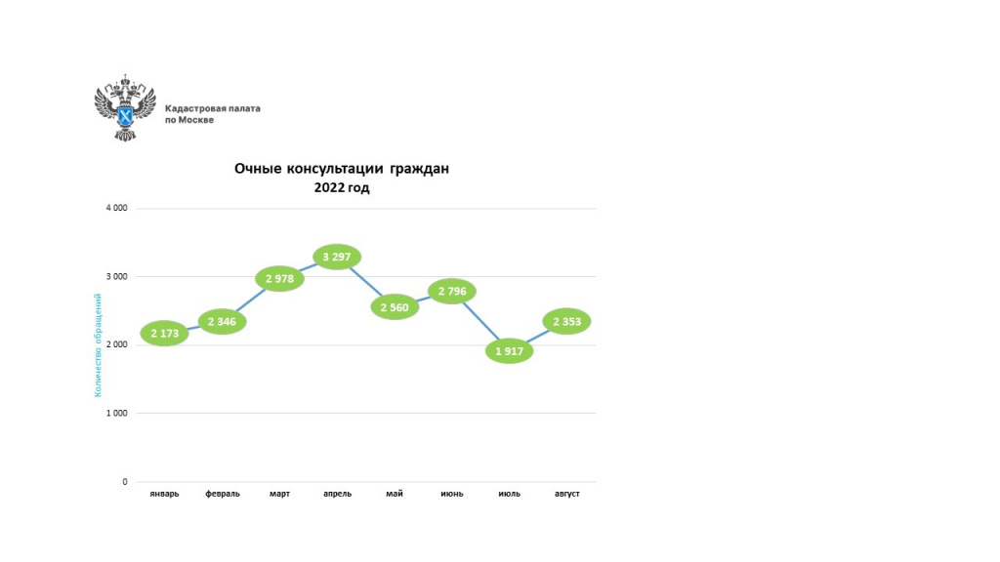 Кадастровая палата
по Москве
Очные консультации граждан
2022 год
Количество обращений
4 000
3 000
2 000
1 000
0
2 173
2 346
2 978
3 297
2 560
2 796
1 917
2 353
январь февраль март апрель май июнь июль август